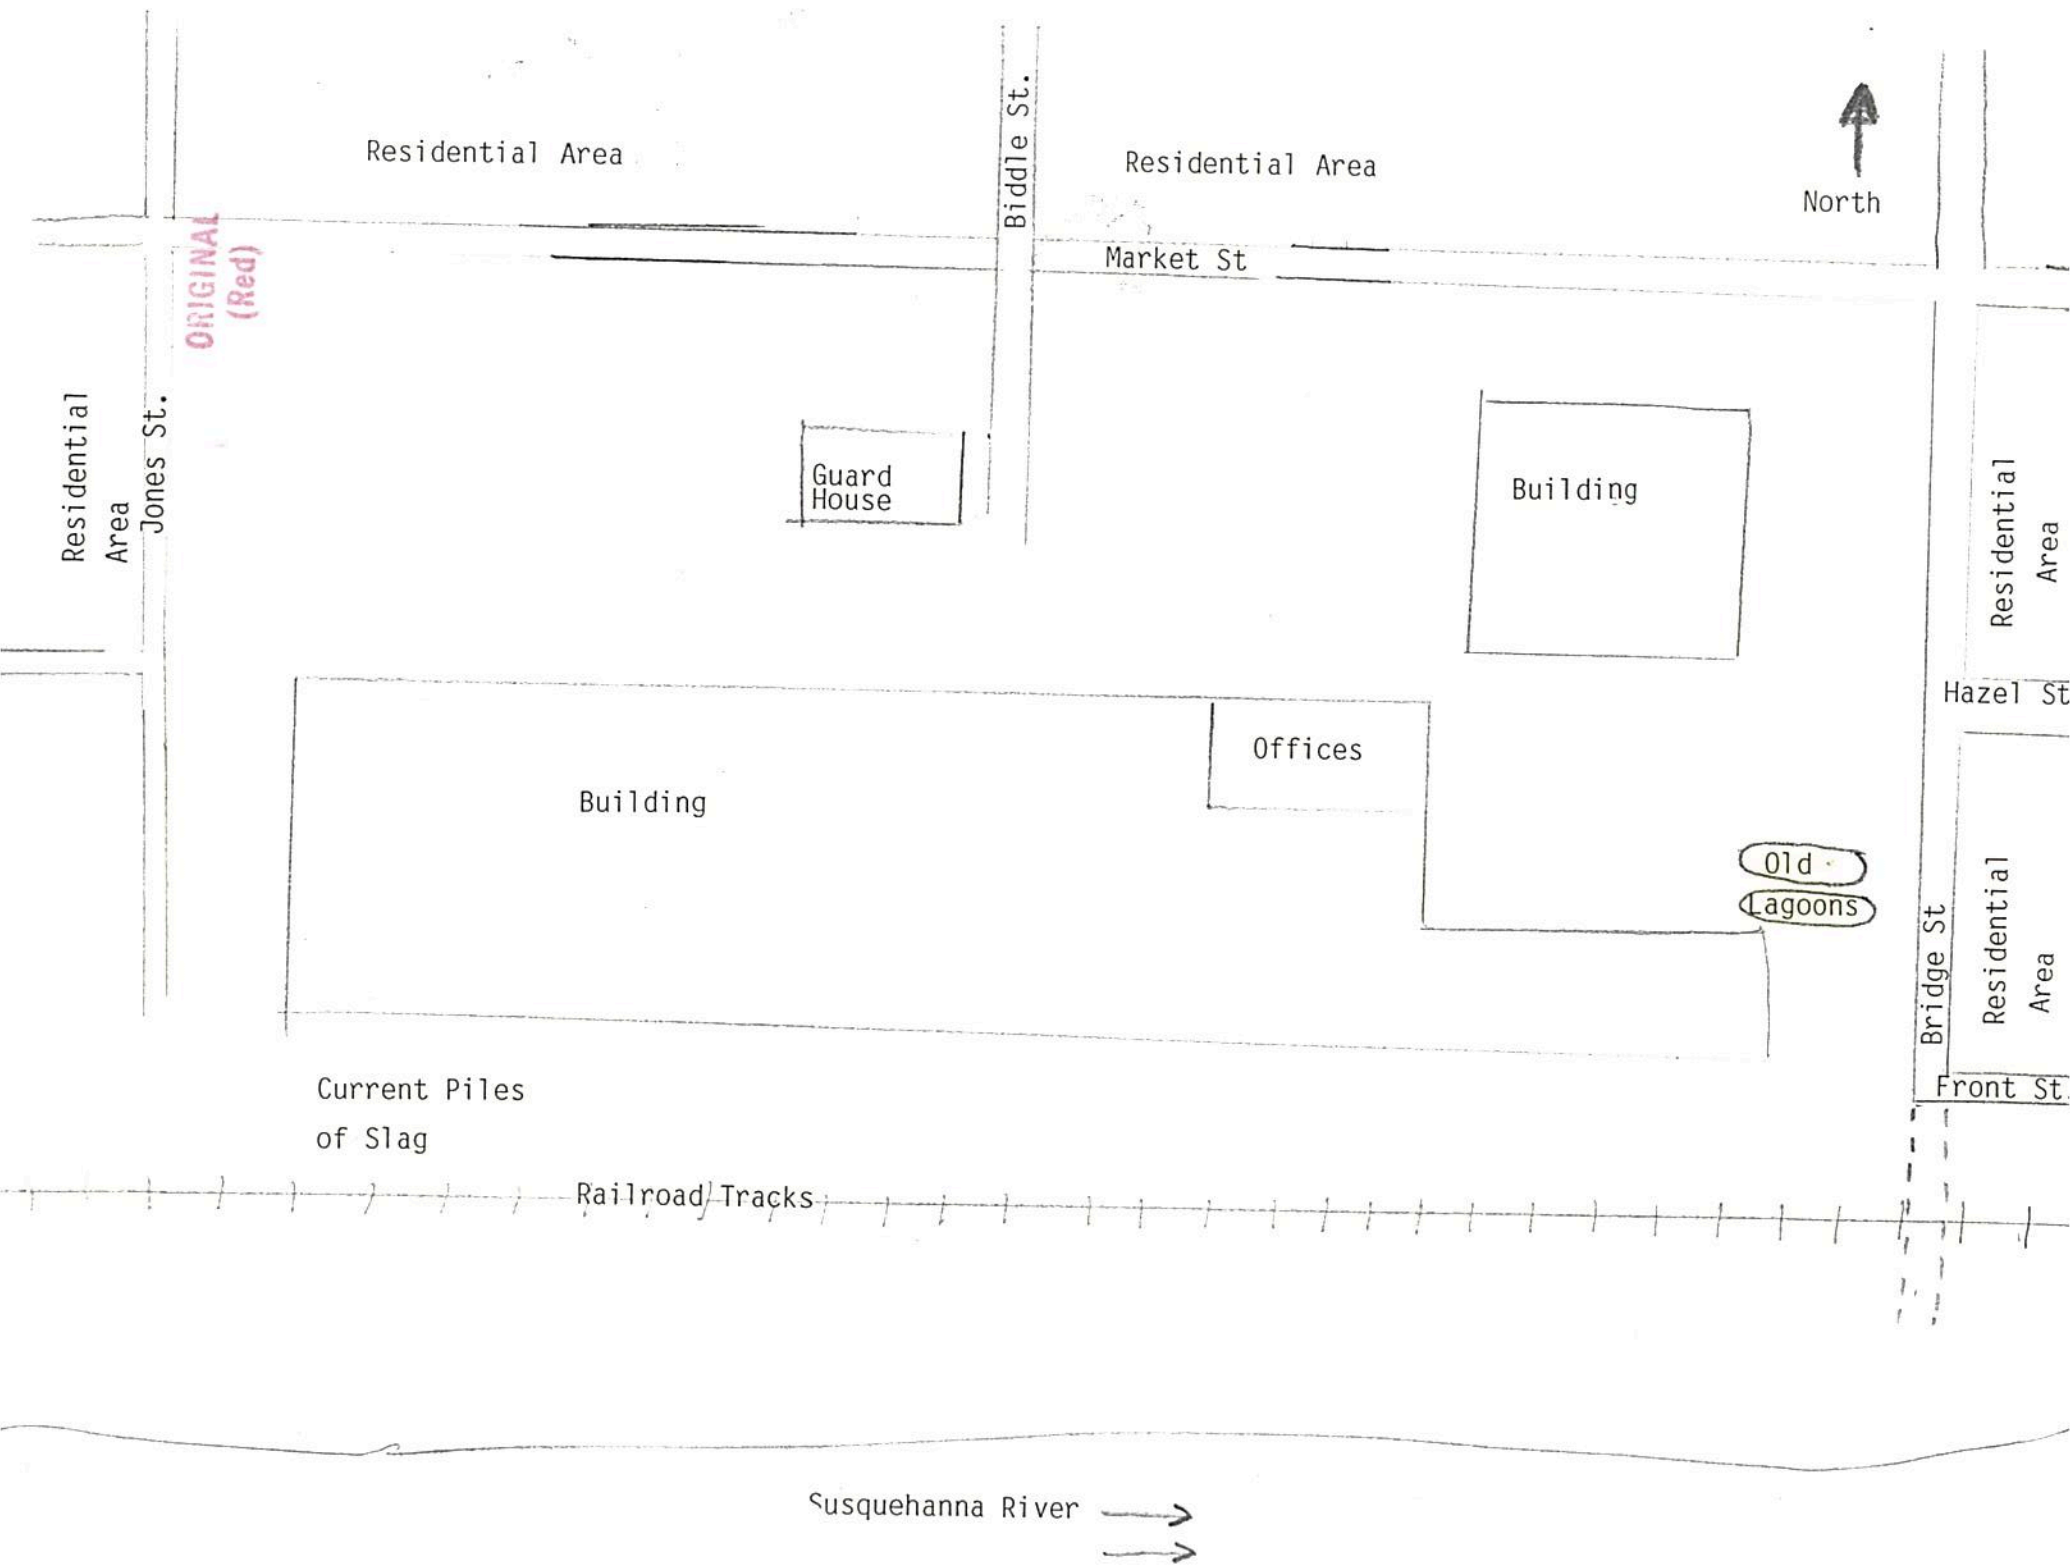 Biddle St.
Residential Area
Residential Area
North
ORIGINAL
(Red)
Market St
Residential
Area
Jones St.
Guard
House
Building
Residential
Area
Hazel St
Offices
Building
Old
Lagoons
Bridge St
Residential
Area
Current Piles
of Slag
Front St.
Railroad Tracks
Susquehanna River